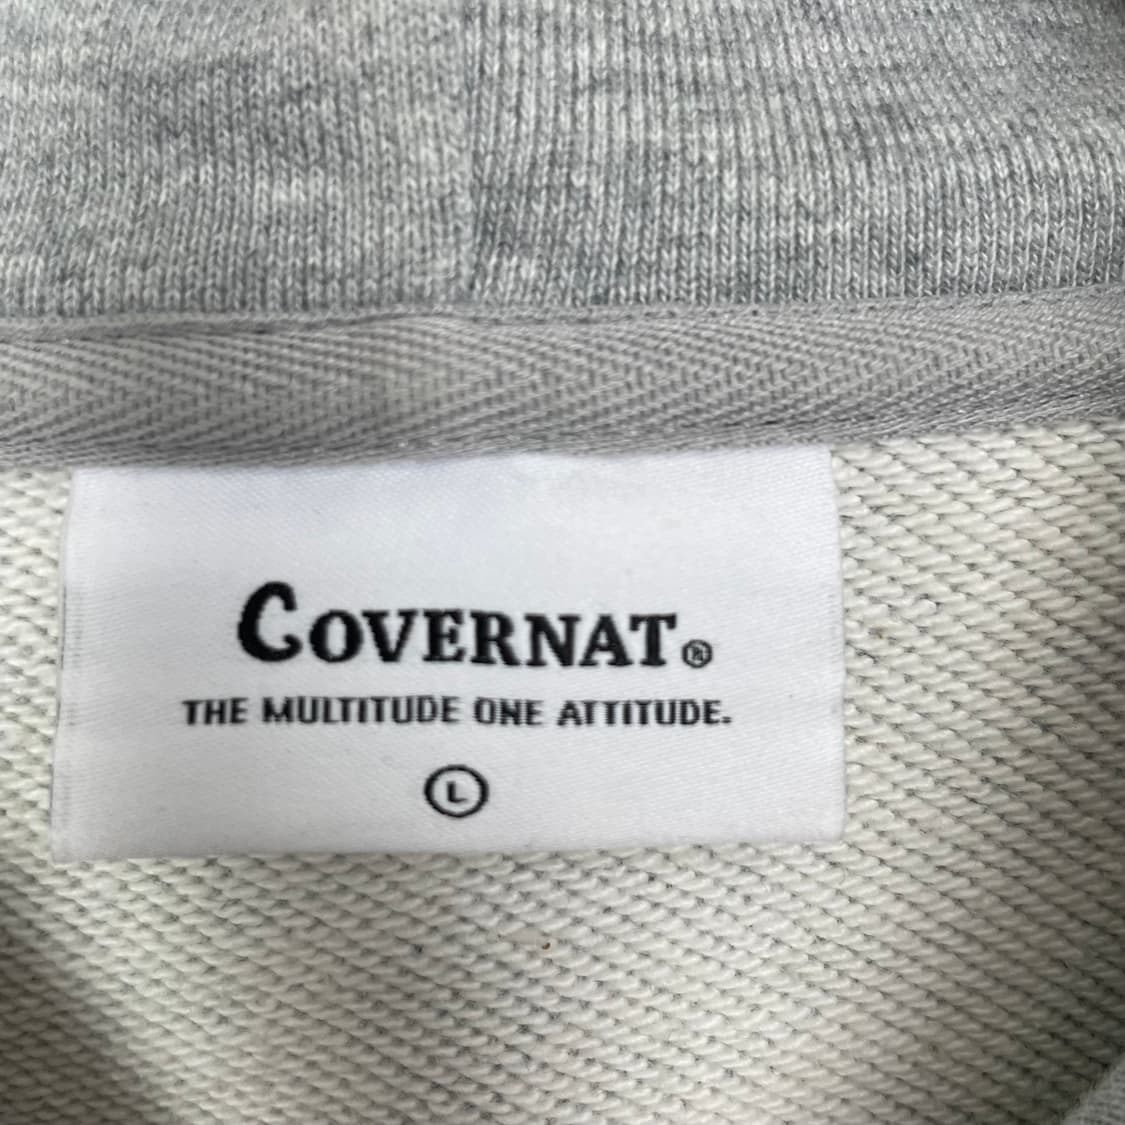 COVERNAT®
THE MULTITUDE ONE ATTITUDE.
L